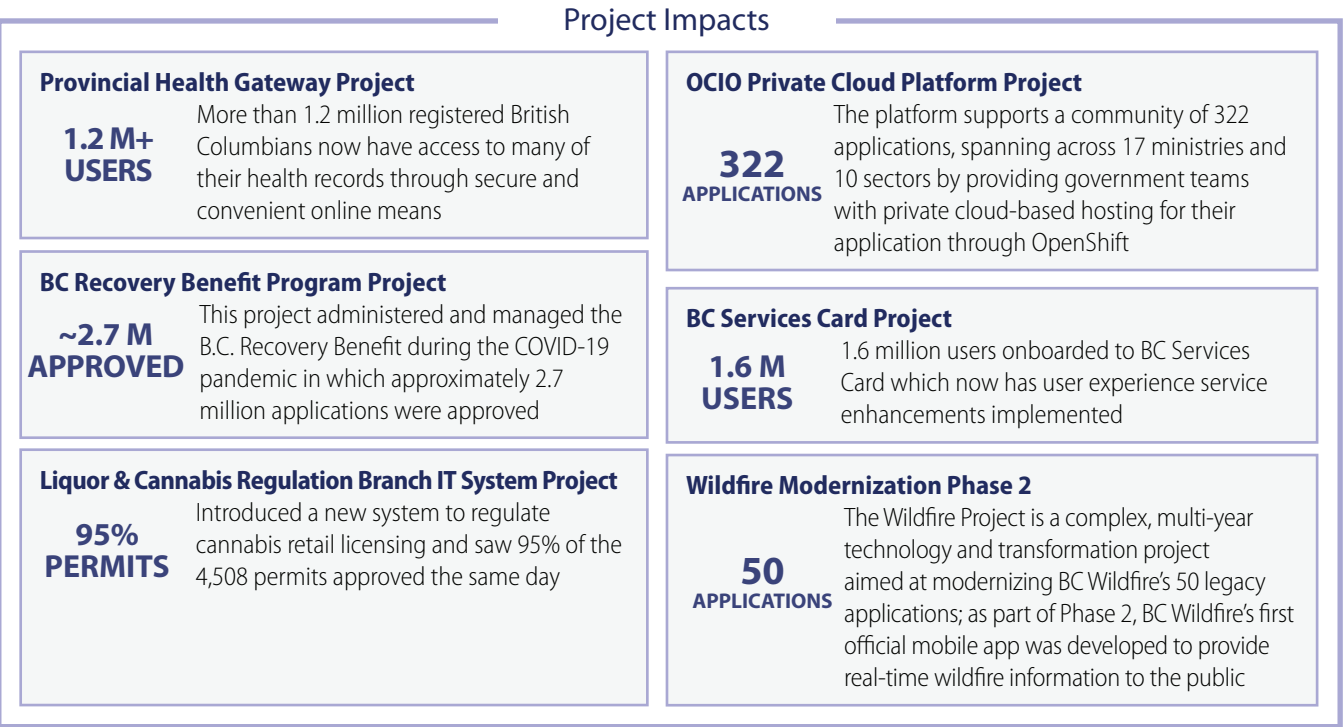 Project Impacts
Provincial Health Gateway Project
1.2 M+
USERS
More than 1.2 million registered British
Columbians now have access to many of
their health records through secure and
convenient online means
BC Recovery Benefit Program Project
~2.7 M
APPROVED
This project administered and managed the
B.C. Recovery Benefit during the COVID-19
pandemic in which approximately 2.7
million applications were approved
Liquor & Cannabis Regulation Branch IT System Project
95%
PERMITS
Introduced a new system to regulate
cannabis retail licensing and saw 95% of the
4,508 permits approved the same day
OCIO Private Cloud Platform Project
322
APPLICATIONS
The platform supports a community of 322
applications, spanning across 17 ministries and
10 sectors by providing government teams
with private cloud-based hosting for their
application through OpenShift
BC Services Card Project
1.6 M
USERS
1.6 million users onboarded to BC Services
Card which now has user experience service
enhancements implemented
Wildfire Modernization Phase 2
50
APPLICATIONS
The Wildfire Project is a complex, multi-year
technology and transformation project
aimed at modernizing BC Wildfire's 50 legacy
applications; as part of Phase 2, BC Wildfire's first
official mobile app was developed to provide
real-time wildfire information to the public